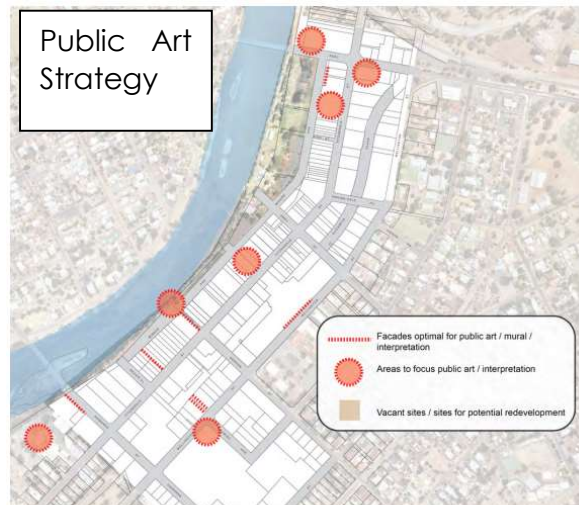 Public Art
Strategy
Facades optimal for public art / mural /
interpretation
Areas to focus public art / interpretation
Vacant sites / sites for potential redevelopment